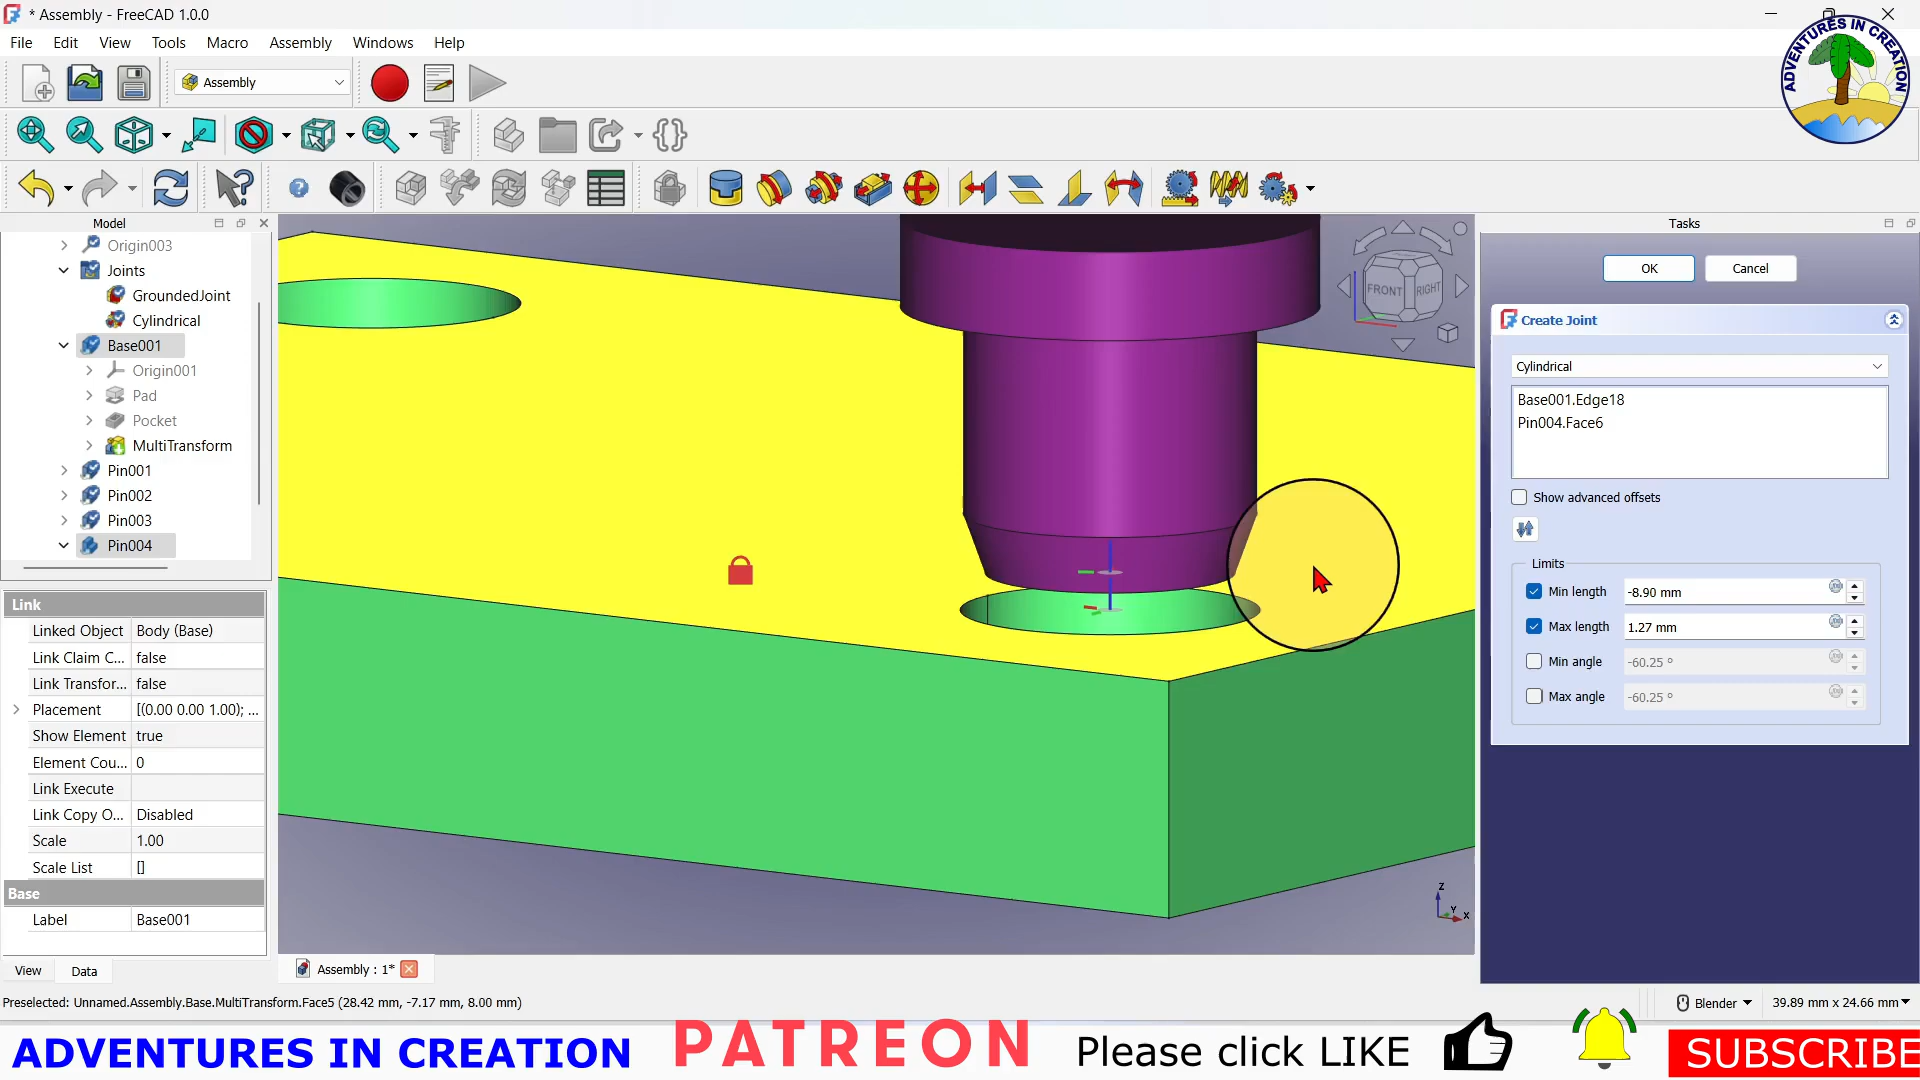 * Assembly - FreeCAD 1.0.0
ADVENTURES IN CREATION
File Edit View Tools Macro Assembly Windows Help
Assembly
Model
Tasks
Origin003
Joints
GroundedJoint
Cylindrical
Base001
Origin001
Pad
Pocket
MultiTransform
Pin001
Pin002
Pin003
Pin004
FRONT RIGHT
OK Cancel
Create Joint
Cylindrical
Base001.Edge18
Pin004.Face6
Show advanced offsets
Limits
Min length -8.90 mm
Max length 1.27 mm
Min angle -60.25 °
Max angle -60.25 °
Link
Linked Object Body (Base)
Link Claim C... false
Link Transfor... false
Placement [(0.00 0.00 1.00); ...
Show Element true
Element Cou... 0
Link Execute
Link Copy O... Disabled
Scale 1.00
Scale List []
Base
Label Base001
Z
Y
X
View Data
Assembly : 1*
Preselected: Unnamed.Assembly.Base.MultiTransform.Face5 (28.42 mm, -7.17 mm, 8.00 mm)
Blender 39.89 mm x 24.66 mm
ADVENTURES IN CREATION PATREON Please click LIKE SUBSCRIBE